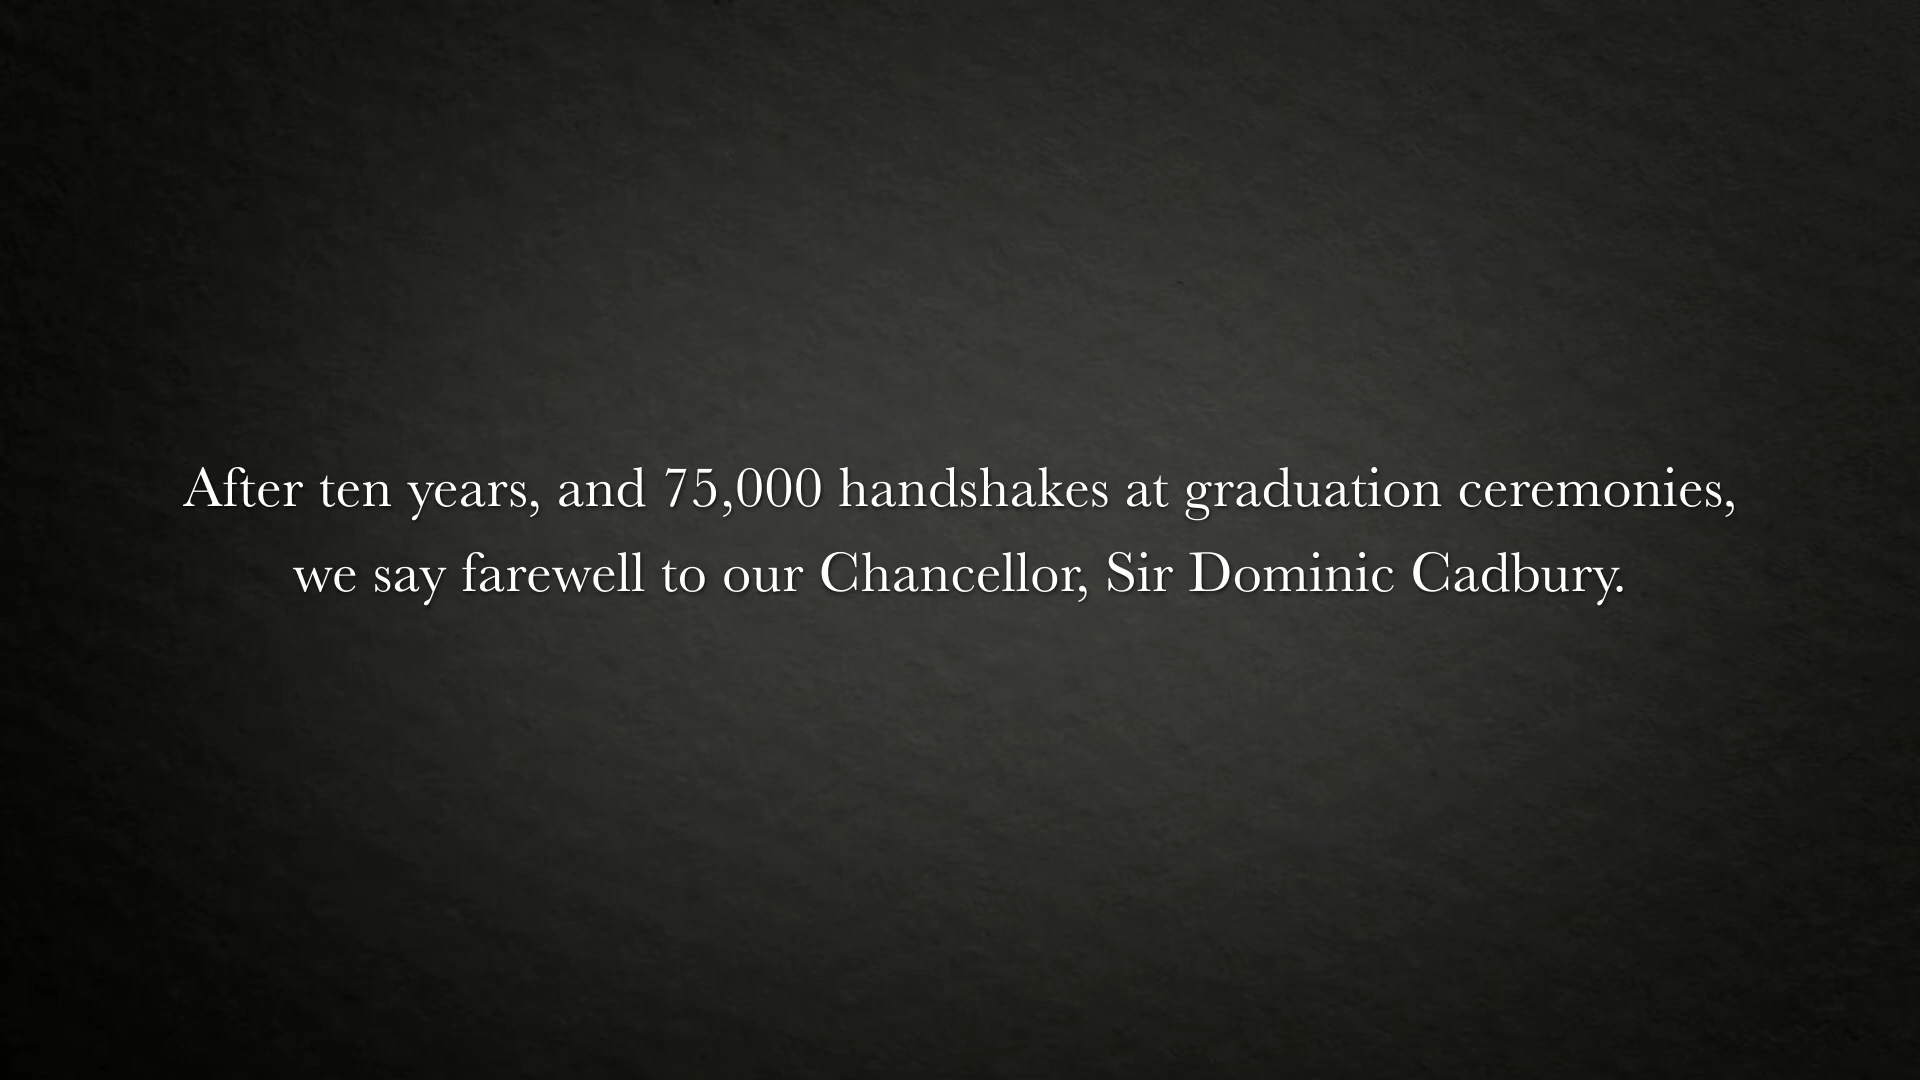 After ten years, and 75,000 handshakes at graduation ceremonies,
we say farewell to our Chancellor, Sir Dominic Cadbury.